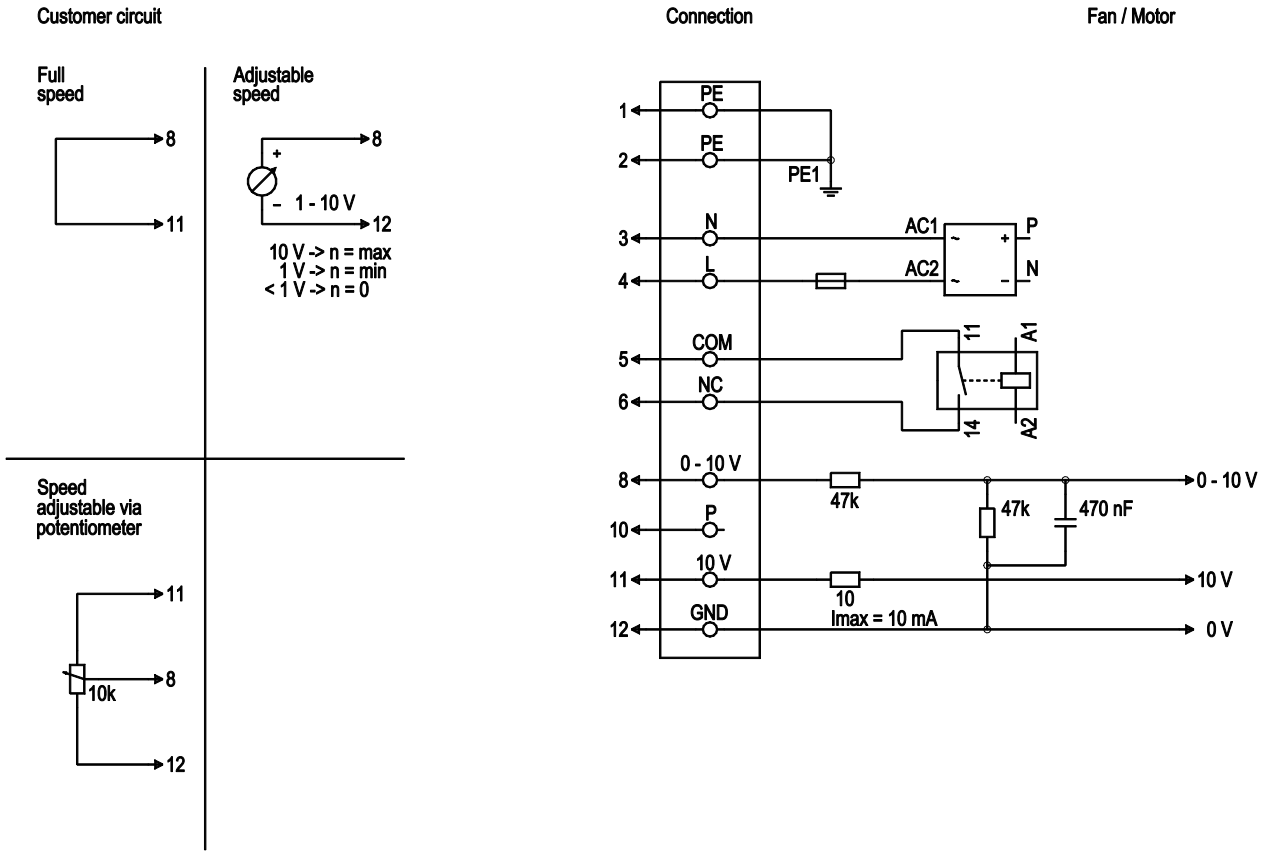 Customer circuit
Connection
Fan / Motor
Full
speed
8
11
Adjustable
speed
8
+
–
1 - 10 V
12
10 V -> n = max
1 V -> n = min
< 1 V -> n = 0
Speed
adjustable via
potentiometer
11
8
10k
12
1
PE
2
PE
PE1
3
N
AC1
~
+
P
4
L
AC2
~
–
N
5
COM
11
A1
6
NC
14
A2
8
0 - 10 V
47k
47k
470 nF
0 - 10 V
10
P
11
10 V
10
Imax = 10 mA
10 V
12
GND
0 V